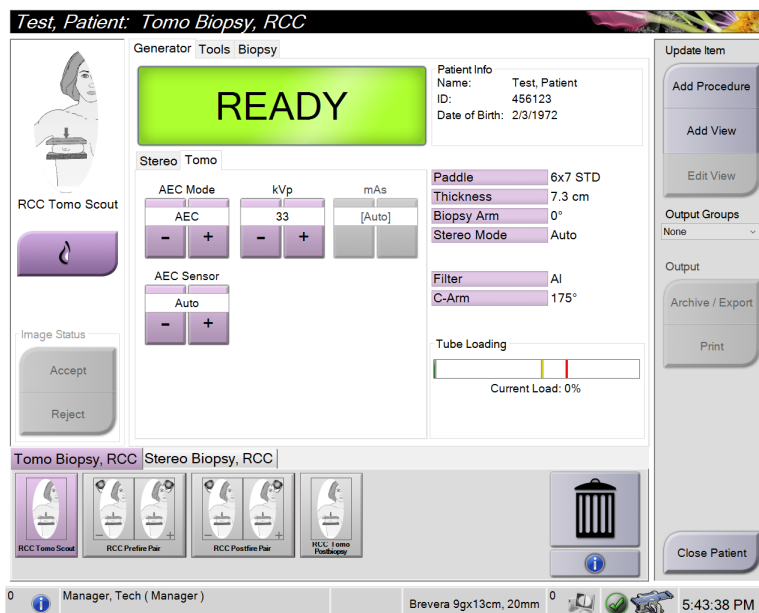 Test, Patient: Tomo Biopsy, RCC
Generator Tools Biopsy
Update Item
READY
Patient Info
Name: Test, Patient
ID: 456123
Date of Birth: 2/3/1972
Add Procedure
Add View
Edit View
Stereo Tomo
AEC Mode kVp mAs
AEC 33 [Auto]
- + - +
AEC Sensor
Auto
- +
Paddle 6x7 STD
Thickness 7.3 cm
Biopsy Arm 0°
Stereo Mode Auto
Filter Al
C-Arm 175°
RCC Tomo Scout
Output Groups
None
Output
Archive / Export
Print
Image Status
Accept
Reject
Tube Loading
Current Load: 0%
Tomo Biopsy, RCC Stereo Biopsy, RCC
- + - +
RCC Tomo Scout
RCC Prefire Pair
RCC Postfire Pair
RCC Tomo
Postbiopsy
Close Patient
0 Manager, Tech ( Manager ) Brevera 9gx13cm, 20mm 0 5:43:38 PM